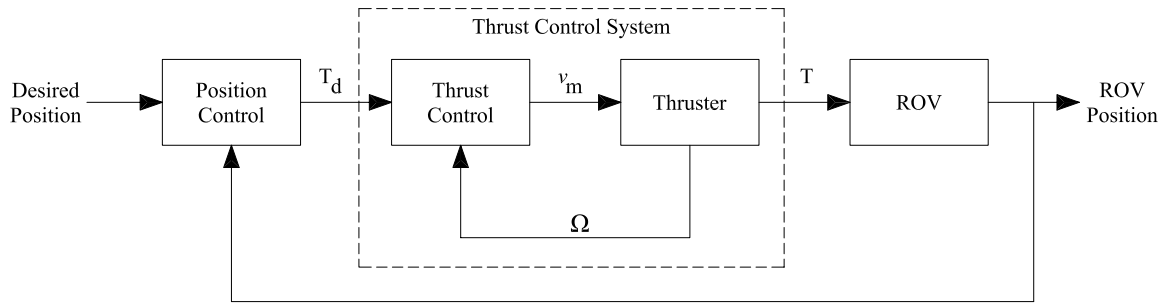 Thrust Control System
Desired
Position
Position
Control
T_d
Thrust
Control
v_m
Thruster
T
ROV
ROV
Position
Ω